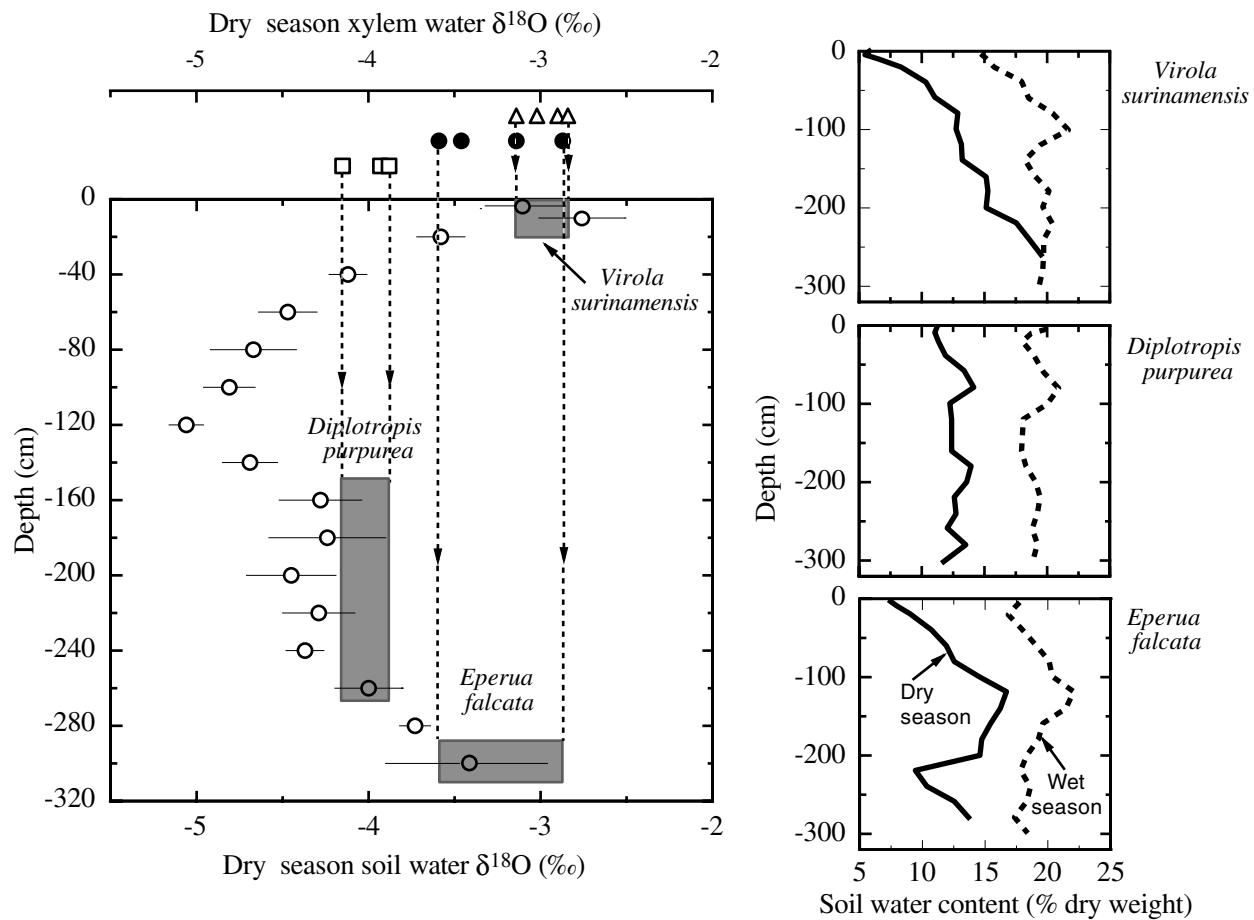 Dry season xylem water δ18O (‰)
-5
-4
-3
-2
0
-40
-80
-120
-160
-200
-240
-280
-320
Depth (cm)
Virola
surinamensis
Diplotropis
purpurea
Eperua
falcata
-5
-4
-3
-2
Dry season soil water δ18O (‰)
0
-100
-200
-300
Virola
surinamensis
0
-100
-200
-300
Depth (cm)
Diplotropis
purpurea
0
-100
-200
-300
Dry
season
Wet
season
Eperua
falcata
5
10
15
20
25
Soil water content (% dry weight)